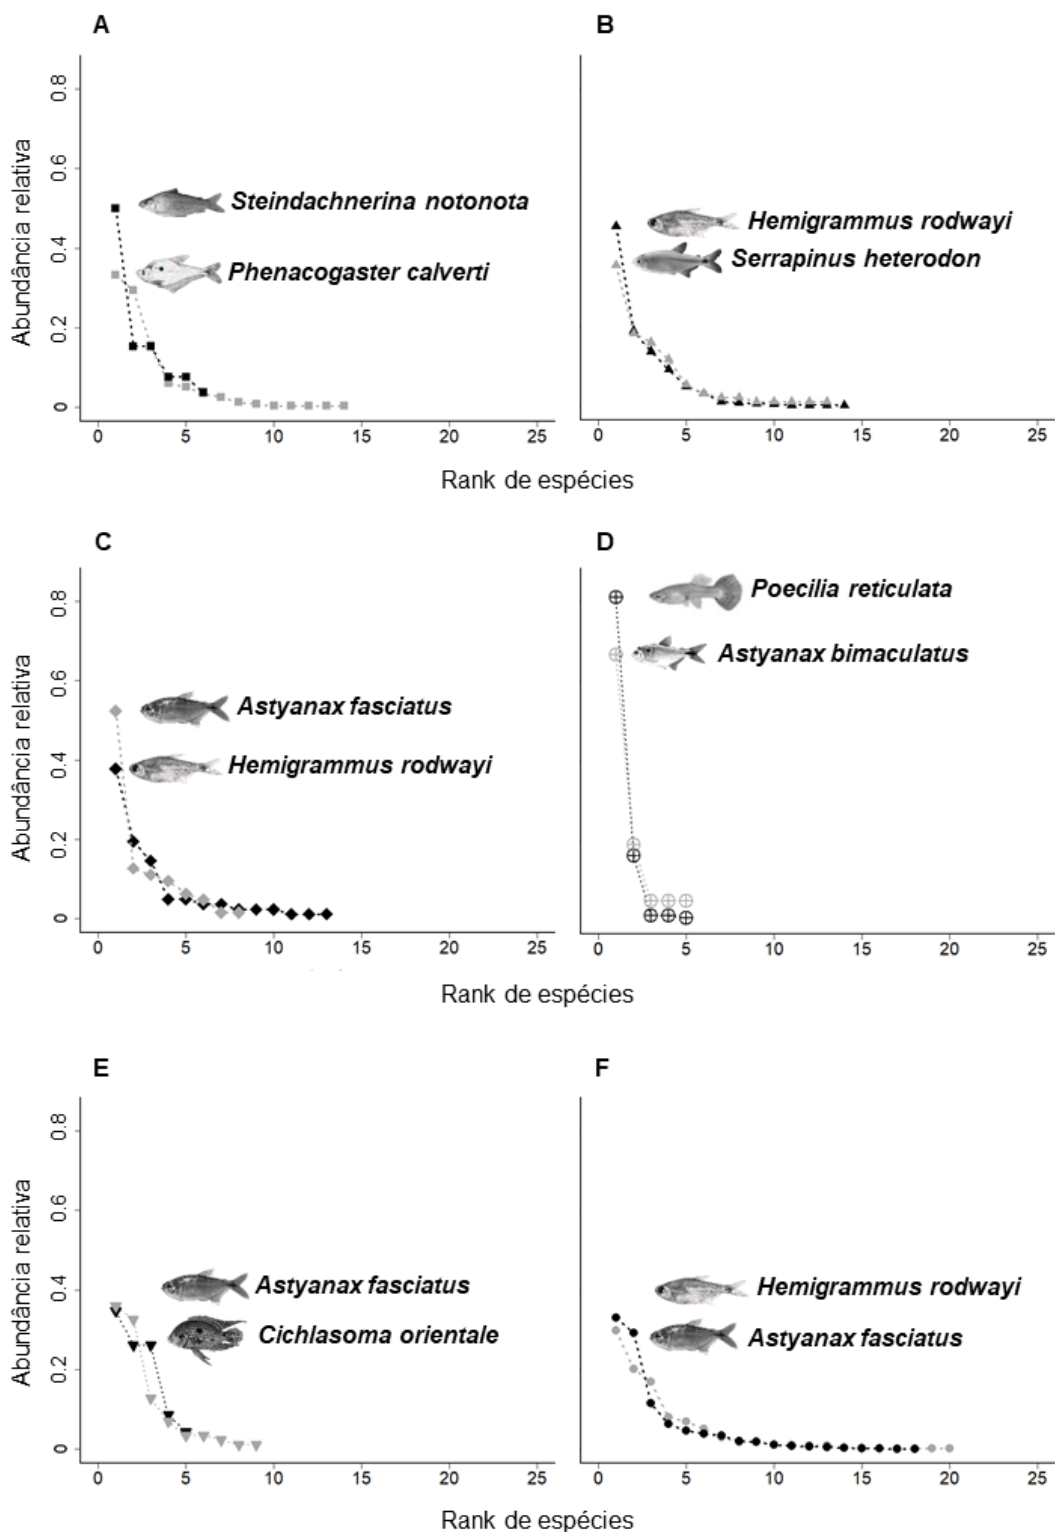 A B
0.8
0.6
0.4
0.2
0
Abundância relativa
Steindachnerina notonota
Phenacogaster calverti
Hemigrammus rodwayi
Serrapinus heterodon
0 5 10 15 20 25 0 5 10 15 20 25
Rank de espécies
C D
0.8
0.6
0.4
0.2
0
Abundância relativa
Astyanax fasciatus
Hemigrammus rodwayi
Poecilia reticulata
Astyanax bimaculatus
0 5 10 15 20 25 0 5 10 15 20 25
Rank de espécies
E F
0.8
0.6
0.4
0.2
0
Abundância relativa
Astyanax fasciatus
Cichlasoma orientale
Hemigrammus rodwayi
Astyanax fasciatus
0 5 10 15 20 25 0 5 10 15 20 25
Rank de espécies